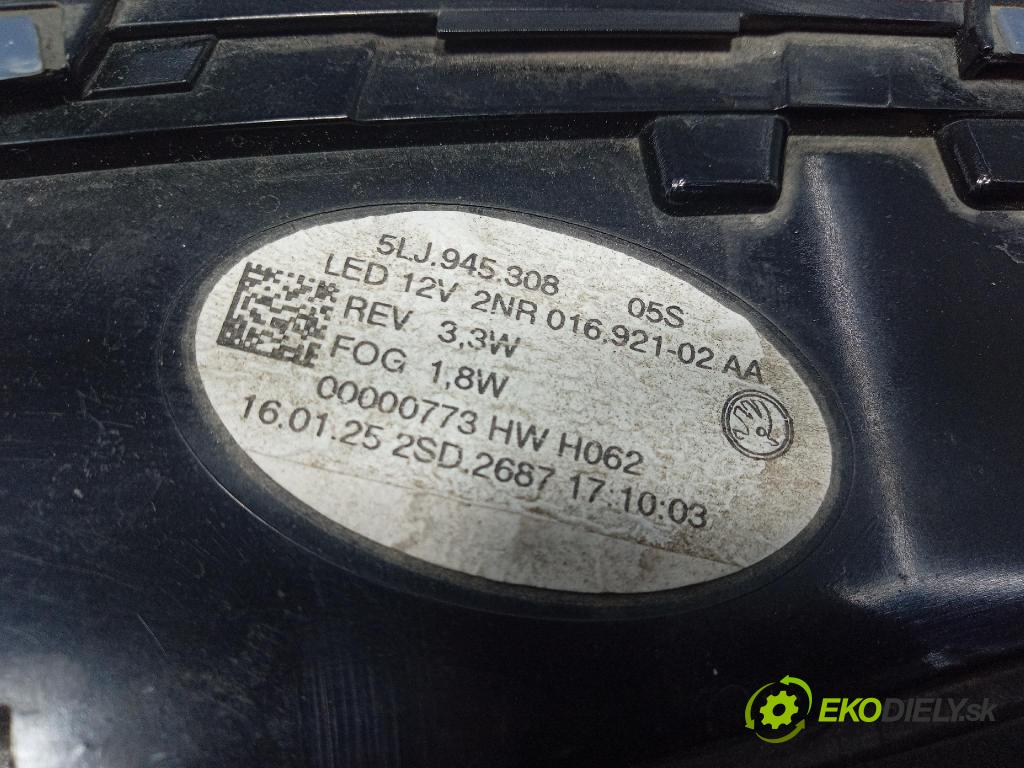 5LJ.945.308 05S
LED 12V 2NR 016.921-02 AA
REV 3,3W
FOG 1,8W
00000773 HW H062
16.01.25 2SD.2687 17:10:03
EKODIELY.sk